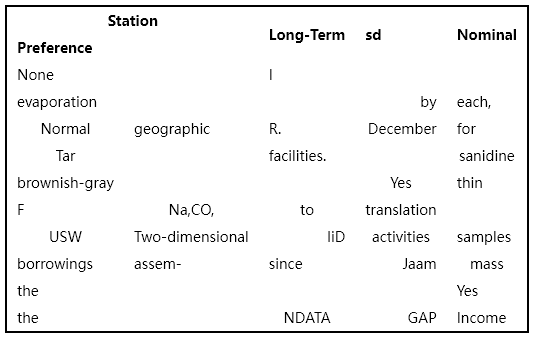 Station
Long-Term sd Nominal
Preference
None I
evaporation by each,
Normal geographic R. December for
Tar facilities. sanidine
brownish-gray Yes thin
F Na,CO, to translation
USW Two-dimensional liD activities samples
borrowings assem- since Jaam mass
the Yes
the NDATA GAP Income